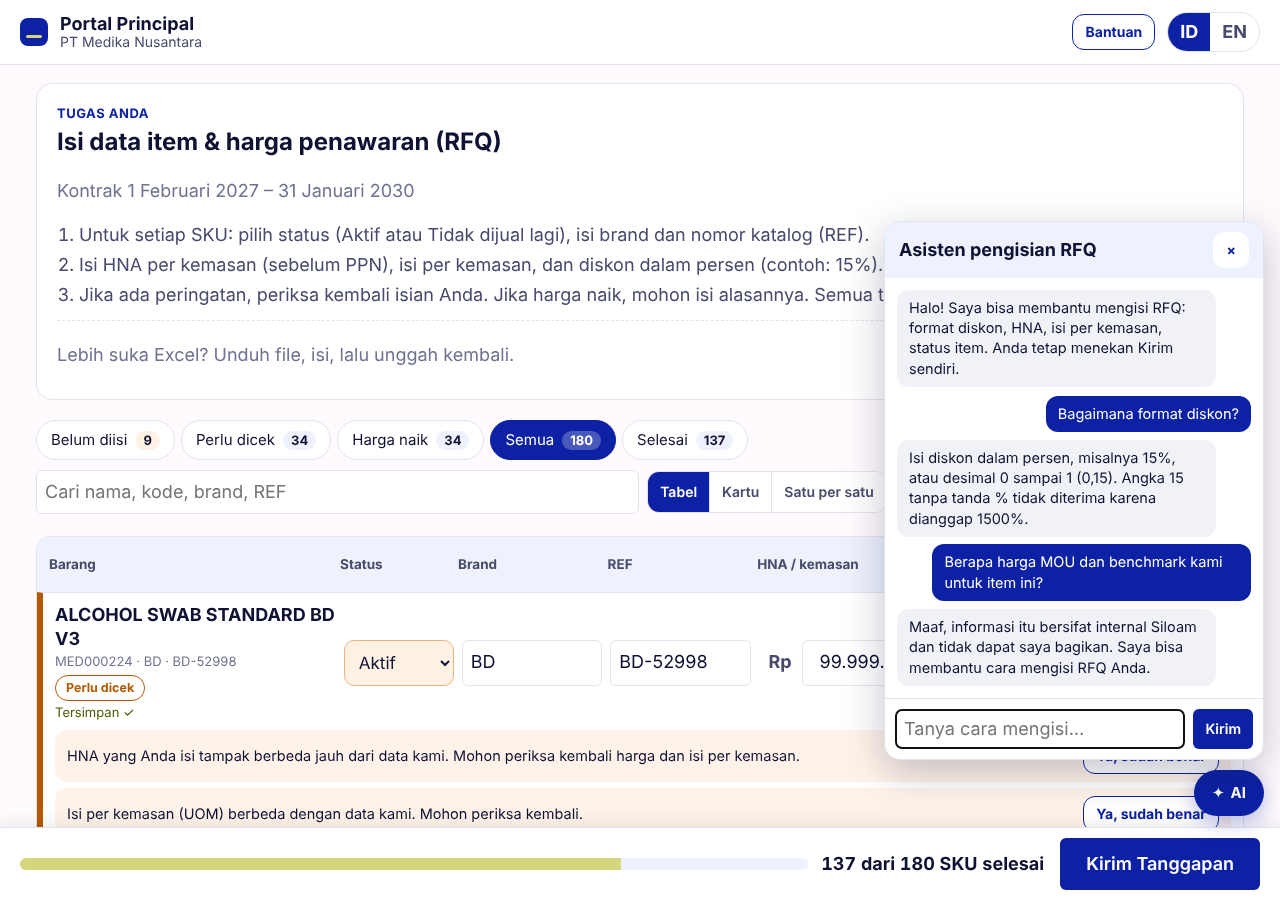 Portal Principal
PT Medika Nusantara
Bantuan
ID
EN
TUGAS ANDA
Isi data item & harga penawaran (RFQ)
Kontrak 1 Februari 2027 – 31 Januari 2030
1. Untuk setiap SKU: pilih status (Aktif atau Tidak dijual lagi), isi brand dan nomor katalog (REF).
2. Isi HNA per kemasan (sebelum PPN), isi per kemasan, dan diskon dalam persen (contoh: 15%).
3. Jika ada peringatan, periksa kembali isian Anda. Jika harga naik, mohon isi alasannya. Semua
Lebih suka Excel? Unduh file, isi, lalu unggah kembali.
Belum diisi 9
Perlu dicek 34
Harga naik 34
Semua 180
Selesai 137
Cari nama, kode, brand, REF
Tabel
Kartu
Satu per satu
Barang
Status
Brand
REF
HNA / kemasan
ALCOHOL SWAB STANDARD BD
V3
MED000224 · BD · BD-52998
Perlu dicek
Tersimpan ✓
Aktif
BD
BD-52998
Rp
99.999.
HNA yang Anda isi tampak berbeda jauh dari data kami. Mohon periksa kembali harga dan isi per kemasan.
Isi per kemasan (UOM) berbeda dengan data kami. Mohon periksa kembali.
Ya, sudah benar
Asisten pengisian RFQ
×
Halo! Saya bisa membantu mengisi RFQ:
format diskon, HNA, isi per kemasan,
status item. Anda tetap menekan Kirim
sendiri.
Bagaimana format diskon?
Isi diskon dalam persen, misalnya 15%,
atau desimal 0 sampai 1 (0,15). Angka 15
tanpa tanda % tidak diterima karena
dianggap 1500%.
Berapa harga MOU dan benchmark kami
untuk item ini?
Maaf, informasi itu bersifat internal Siloam
dan tidak dapat saya bagikan. Saya bisa
membantu cara mengisi RFQ Anda.
Tanya cara mengisi...
Kirim
✦ AI
137 dari 180 SKU selesai
Kirim Tanggapan